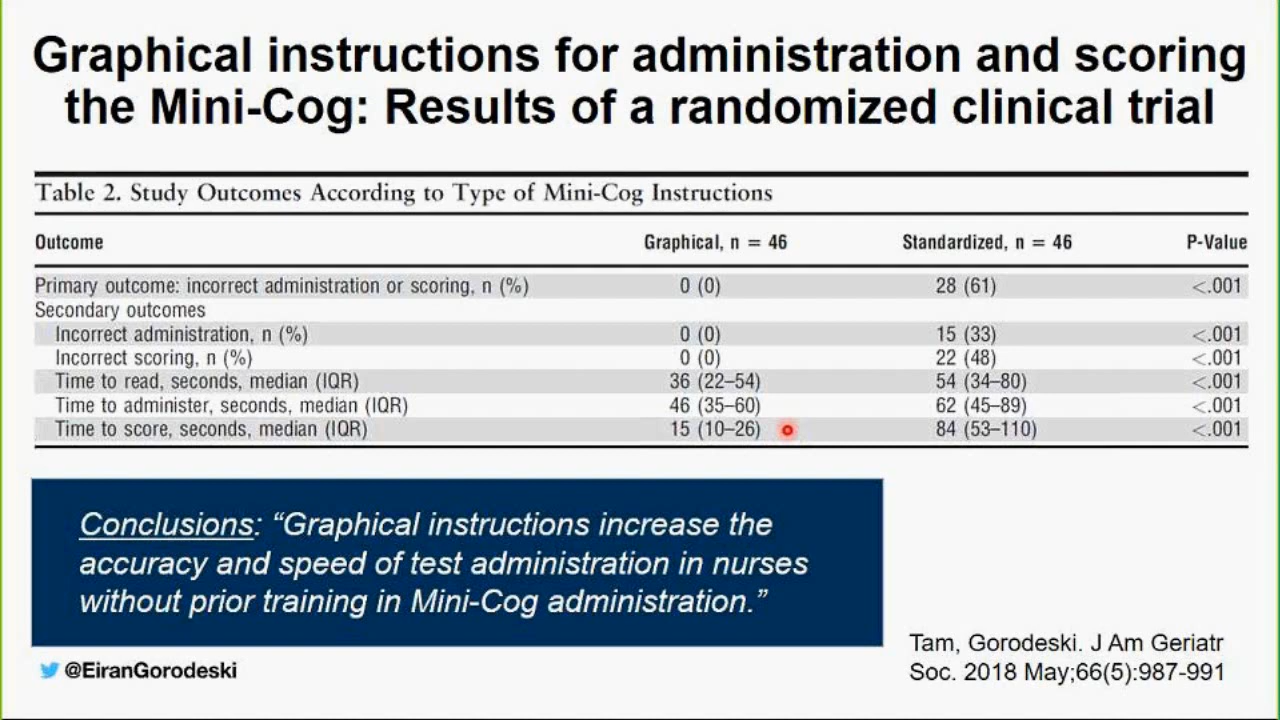 Graphical instructions for administration and scoring
the Mini-Cog: Results of a randomized clinical trial
Table 2. Study Outcomes According to Type of Mini-Cog Instructions
Outcome Graphical, n = 46 Standardized, n = 46 P-Value
Primary outcome: incorrect administration or scoring, n (%) 0 (0) 28 (61) <.001
Secondary outcomes
Incorrect administration, n (%) 0 (0) 15 (33) <.001
Incorrect scoring, n (%) 0 (0) 22 (48) <.001
Time to read, seconds, median (IQR) 36 (22–54) 54 (34–80) <.001
Time to administer, seconds, median (IQR) 46 (35–60) 62 (45–89) <.001
Time to score, seconds, median (IQR) 15 (10–26) 84 (53–110) <.001
Conclusions: “Graphical instructions increase the
accuracy and speed of test administration in nurses
without prior training in Mini-Cog administration.”
Tam, Gorodeski. J Am Geriatr
Soc. 2018 May;66(5):987-991
@EiranGorodeski